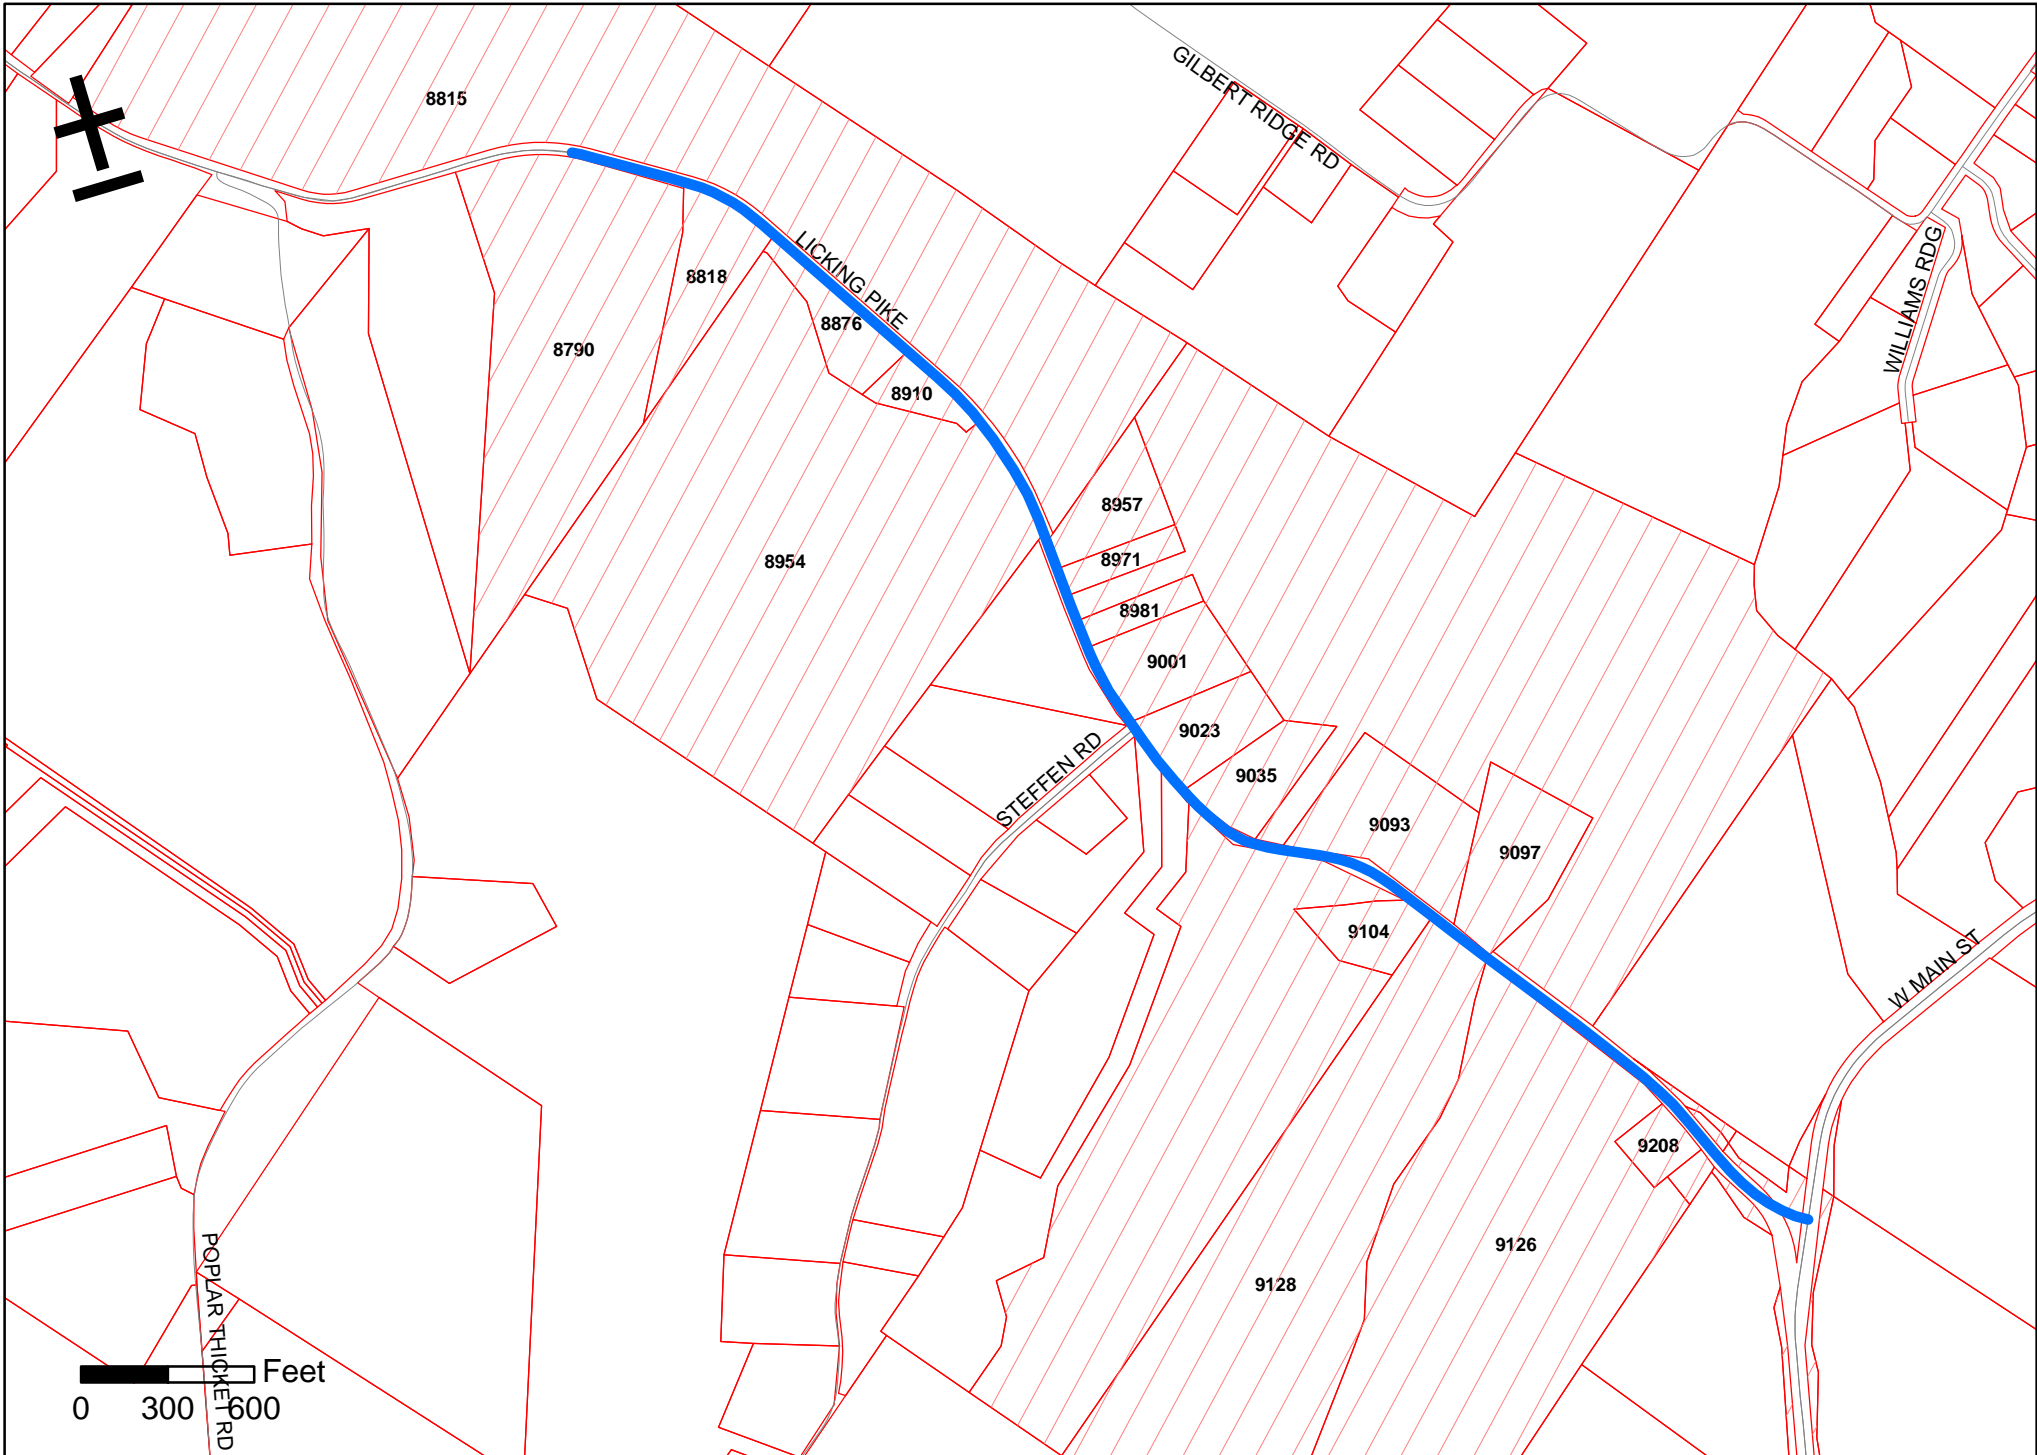 GILBERT RIDGE RD
8815
LICKING PIKE
WILLIAMS RDG
8818
8876
8790
8910
8957
8954
8971
8981
9001
9023
STEFFEN RD
9035
9093
9097
9104
W MAIN ST
9208
9126
9128
POPLAR THICKET RD
Feet
0 300 600